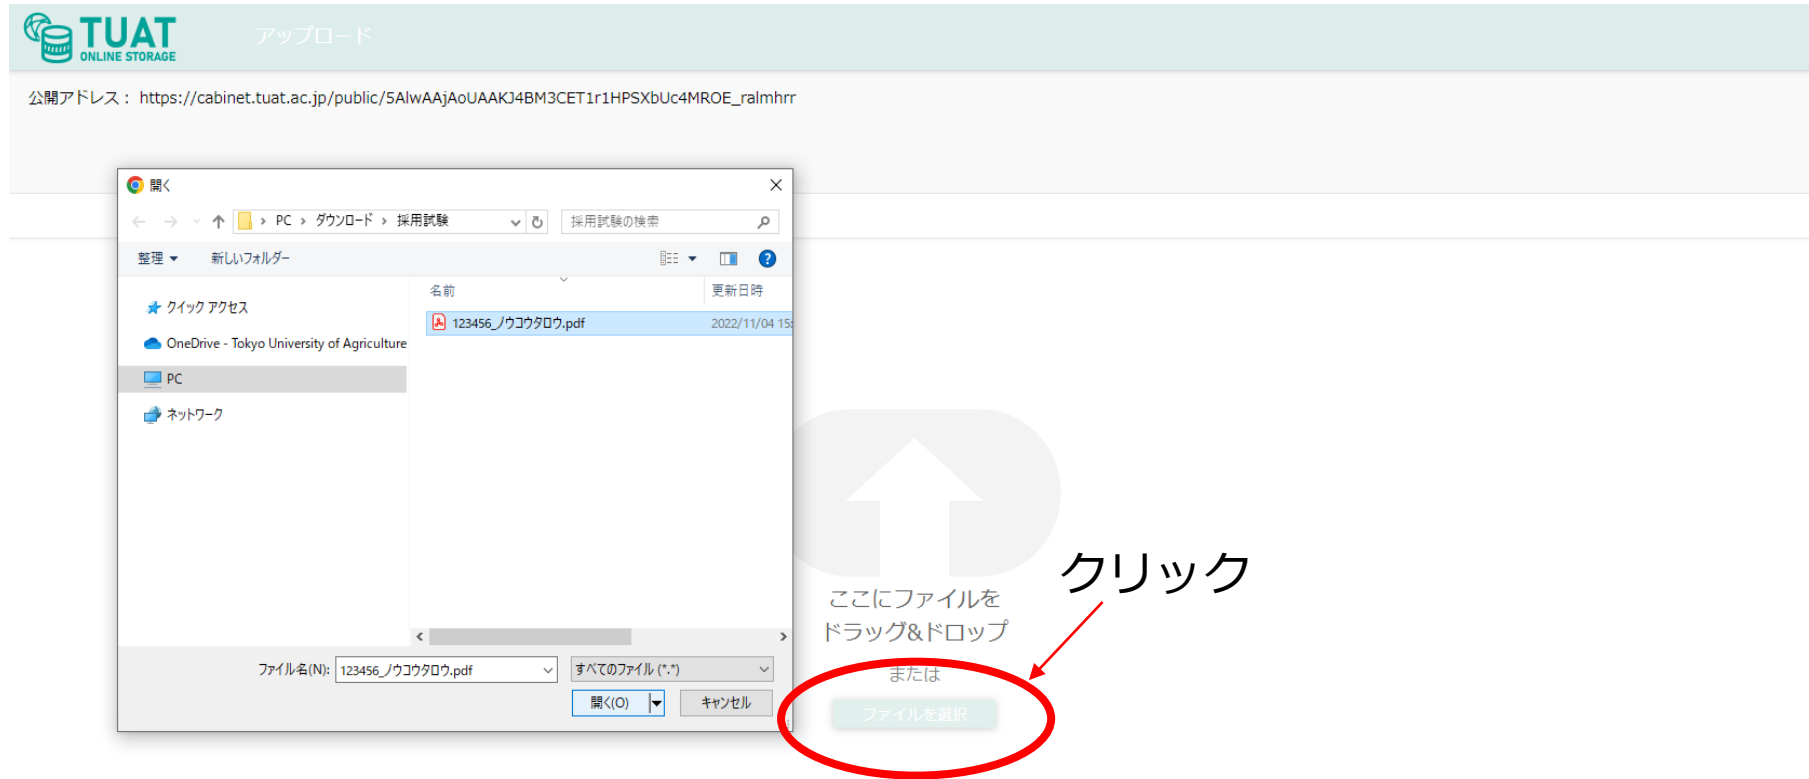 TUAT
ONLINE STORAGE
アップロード
公開アドレス： https://cabinet.tuat.ac.jp/public/5AlwAAjAoUAAKJ4BM3CET1r1HPSXbUc4MROE_ralmhrr
開く
PC › ダウンロード › 採用試験
採用試験の検索
整理
新しいフォルダー
名前
更新日時
クイック アクセス
123456_ノウコウタロウ.pdf
2022/11/04 15:
OneDrive - Tokyo University of Agriculture
PC
ネットワーク
クリック
ここにファイルを
ドラッグ&ドロップ
または
ファイルを選択
ファイル名(N):
123456_ノウコウタロウ.pdf
すべてのファイル (*.*)
開く(O)
キャンセル